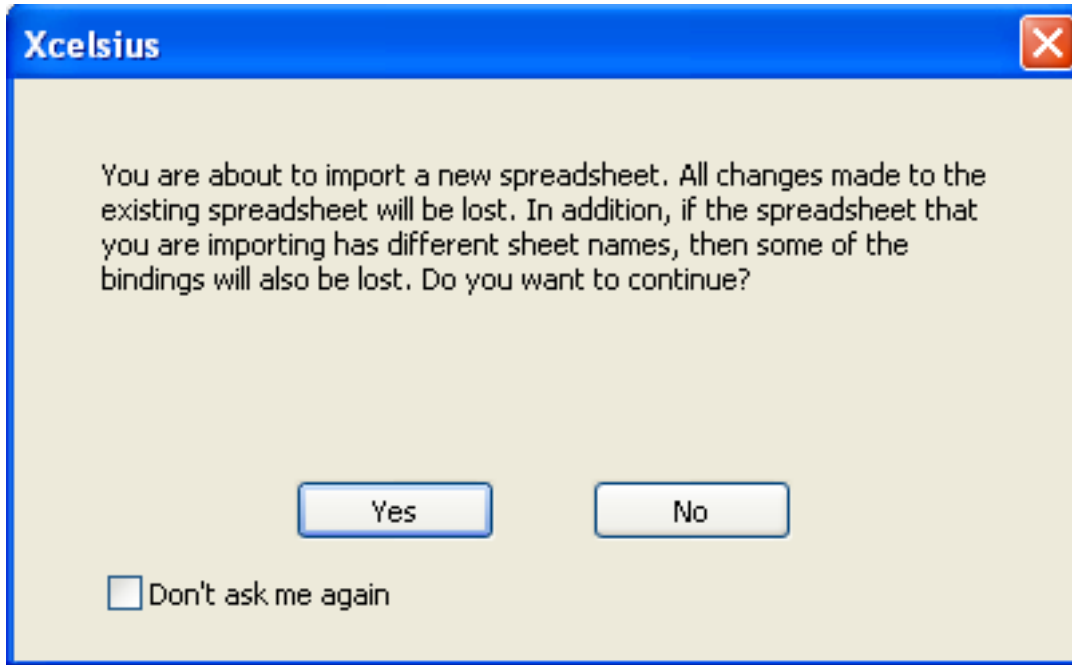 Xcelsius
You are about to import a new spreadsheet. All changes made to the
existing spreadsheet will be lost. In addition, if the spreadsheet that
you are importing has different sheet names, then some of the
bindings will also be lost. Do you want to continue?
Yes No
Don't ask me again